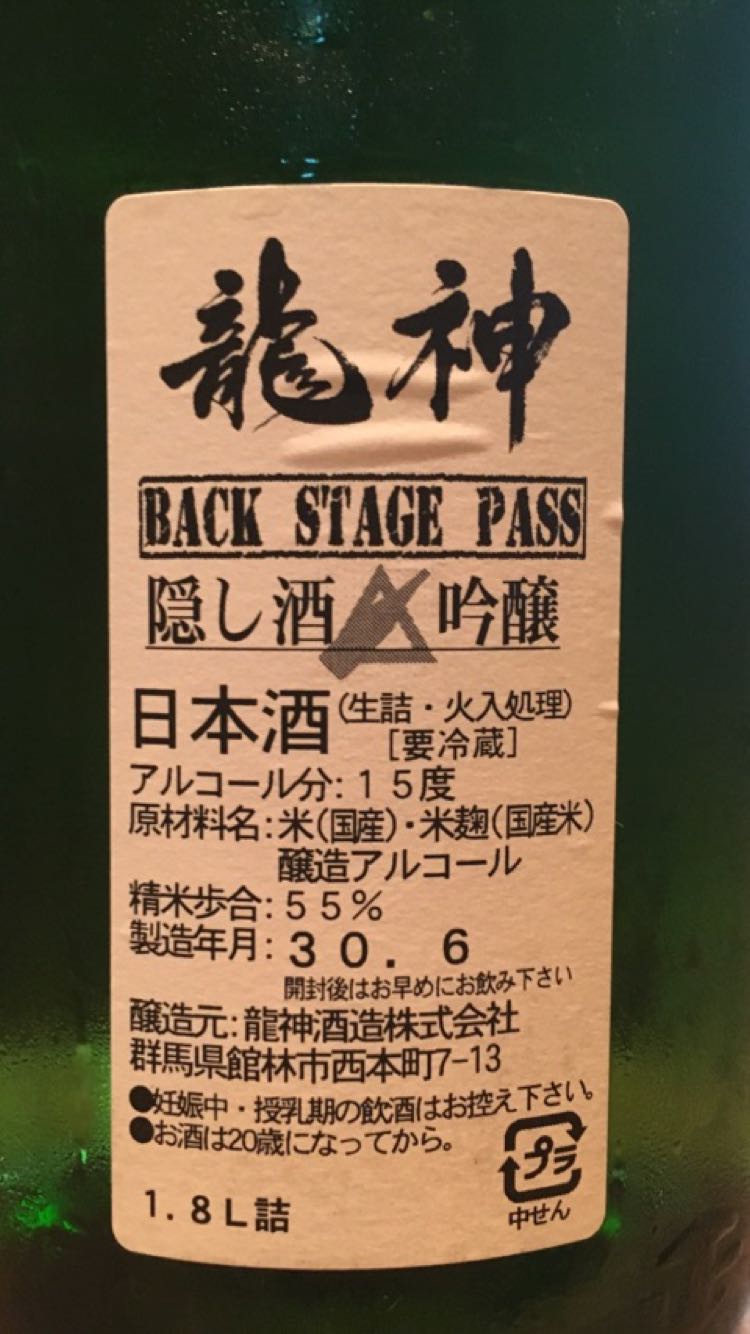 龍神
BACK STAGE PASS
隠し酒〆吟醸
日本酒(生詰・火入処理)
[要冷蔵]
アルコール分:15度
原材料名:米(国産)・米麹(国産米)
醸造アルコール
精米歩合:55%
製造年月:30.6
開封後はお早めにお飲み下さい
醸造元:龍神酒造株式会社
群馬県館林市西本町7-13
●妊娠中・授乳期の飲酒はお控え下さい。
●お酒は20歳になってから。
プラ
中せん
1.8L詰